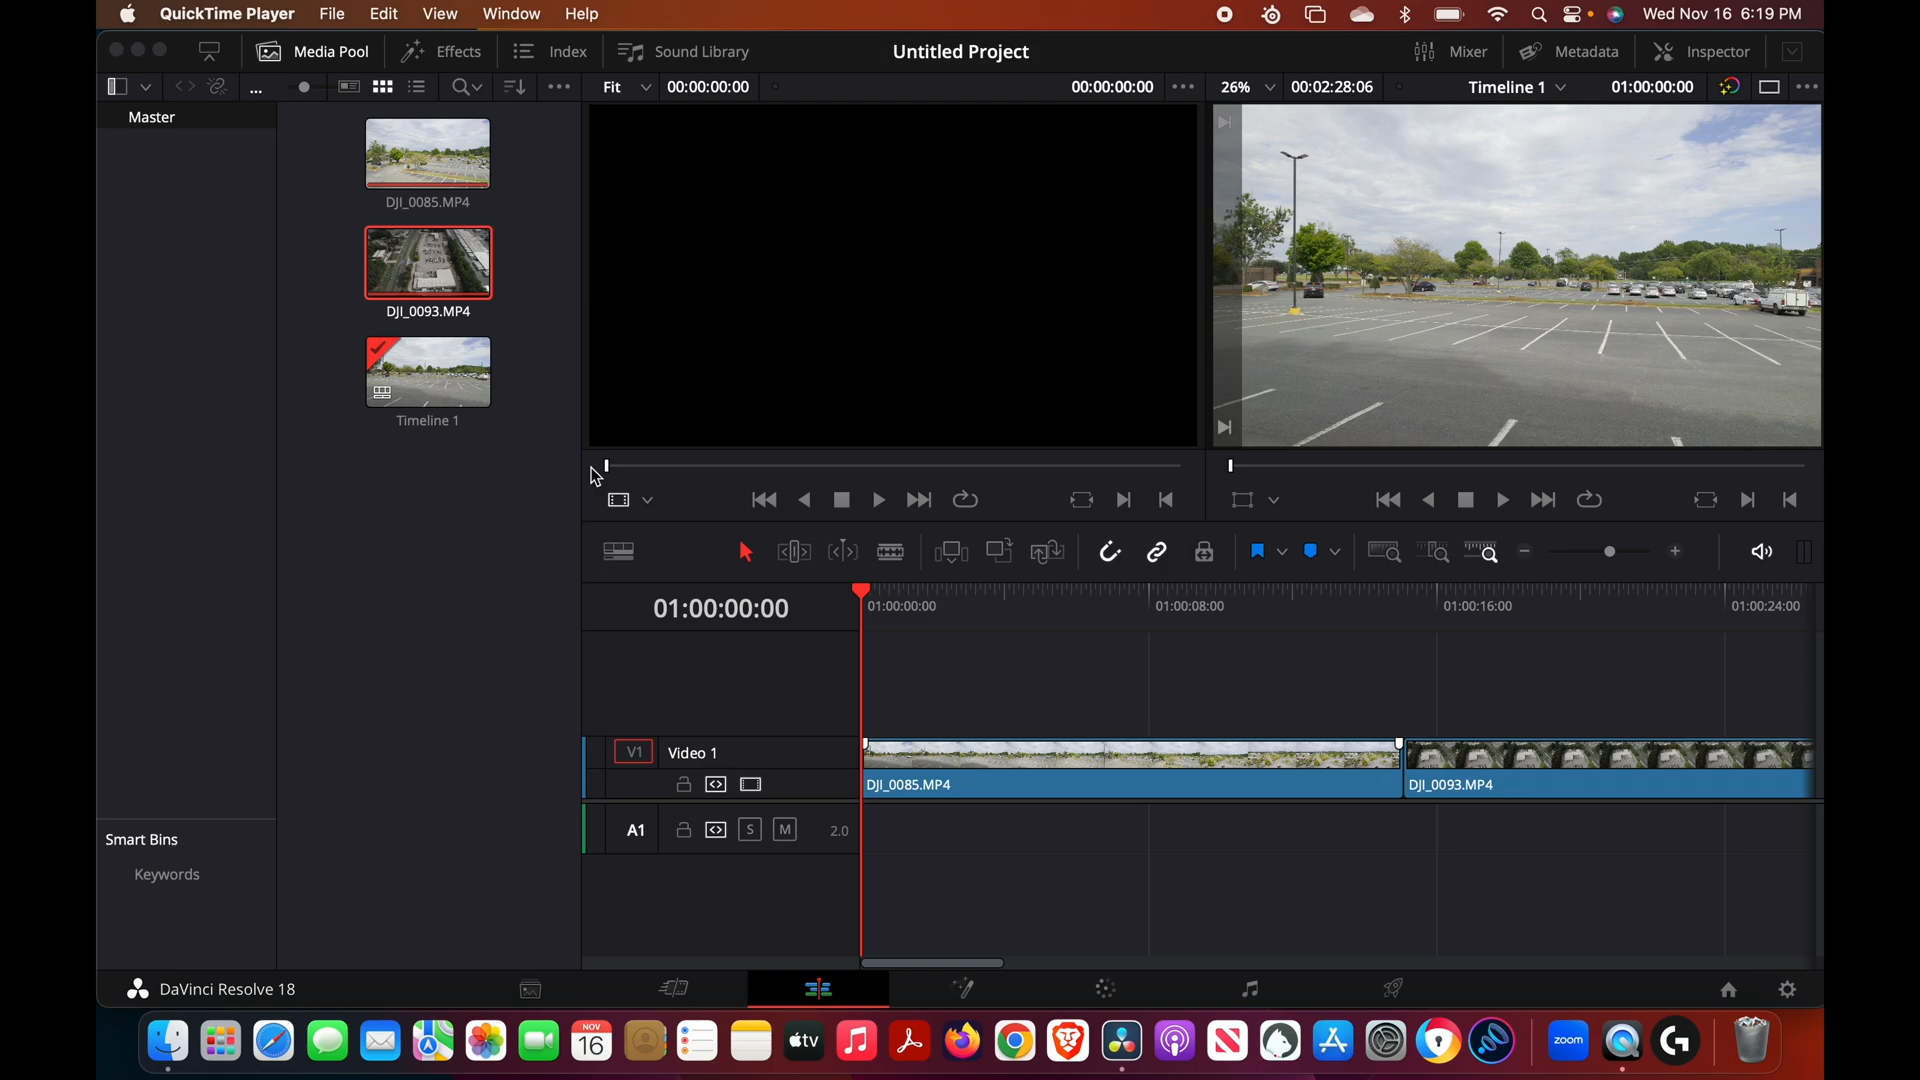 QuickTime Player File Edit View Window Help Wed Nov 16 6:19 PM
Media Pool Effects Index Sound Library Untitled Project Mixer Metadata Inspector
Fit 00:00:00:00 00:00:00:00 26% 00:02:28:06 Timeline 1 01:00:00:00
Master
DJI_0085.MP4
DJI_0093.MP4
Timeline 1
01:00:00:00
01:00:00:00 01:00:08:00 01:00:16:00 01:00:24:00
V1 Video 1
DJI_0085.MP4 DJI_0093.MP4
A1 S M 2.0
Smart Bins
Keywords
DaVinci Resolve 18
NOV
16
tv
zoom